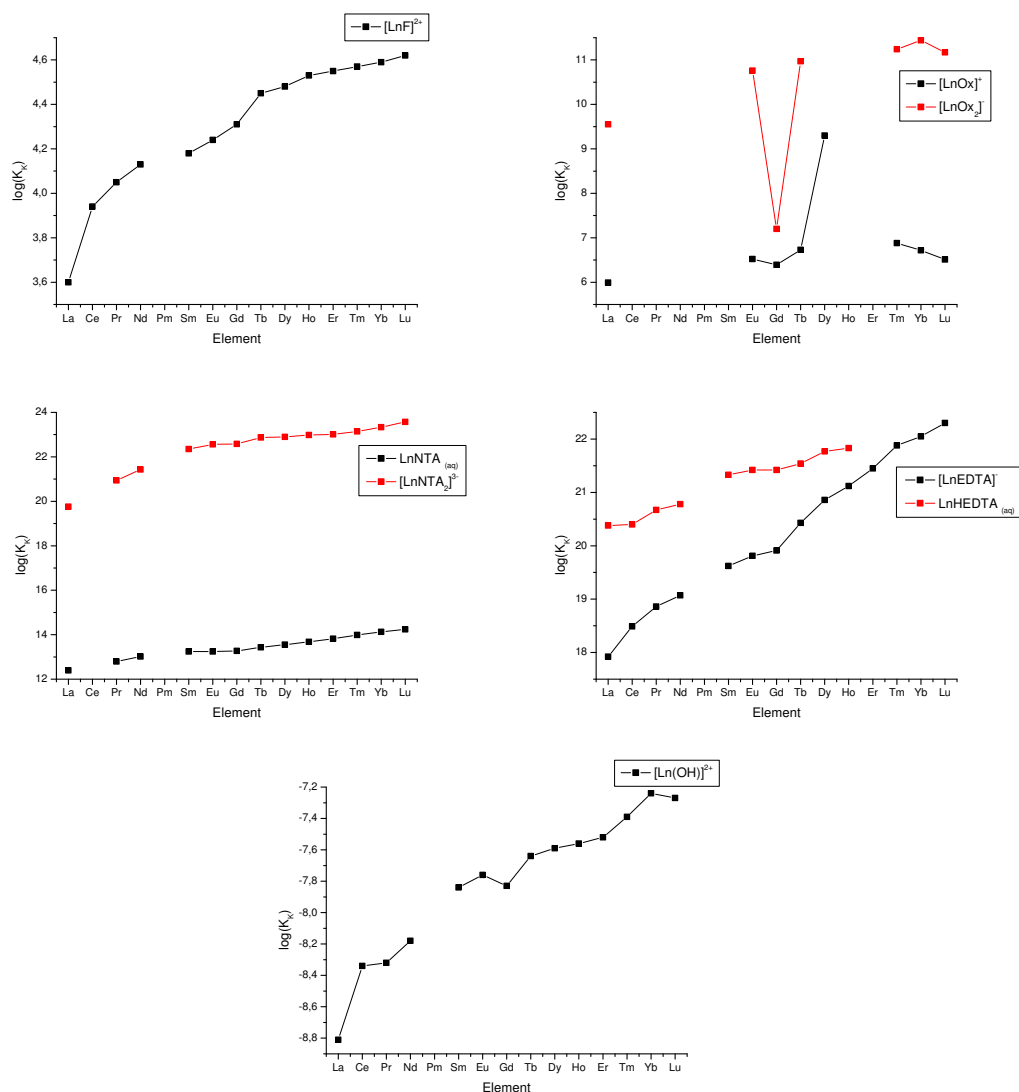 [LnF]²⁺
4,6
4,4
4,2
4,0
3,8
3,6
log(K_K)
La Ce Pr Nd Pm Sm Eu Gd Tb Dy Ho Er Tm Yb Lu
Element
11
10
9
8
7
6
log(K_K)
[LnOx]⁺
[LnOx₂]⁻
La Ce Pr Nd Pm Sm Eu Gd Tb Dy Ho Er Tm Yb Lu
Element
24
22
20
18
16
14
12
log(K_K)
LnNTA (aq)
[LnNTA₂]³⁻
La Ce Pr Nd Pm Sm Eu Gd Tb Dy Ho Er Tm Yb Lu
Element
22
21
20
19
18
log(K_K)
[LnEDTA]⁻
LnHEDTA (aq)
La Ce Pr Nd Pm Sm Eu Gd Tb Dy Ho Er Tm Yb Lu
Element
[Ln(OH)]²⁺
-7,2
-7,4
-7,6
-7,8
-8,0
-8,2
-8,4
-8,6
-8,8
log(K_K)
La Ce Pr Nd Pm Sm Eu Gd Tb Dy Ho Er Tm Yb Lu
Element